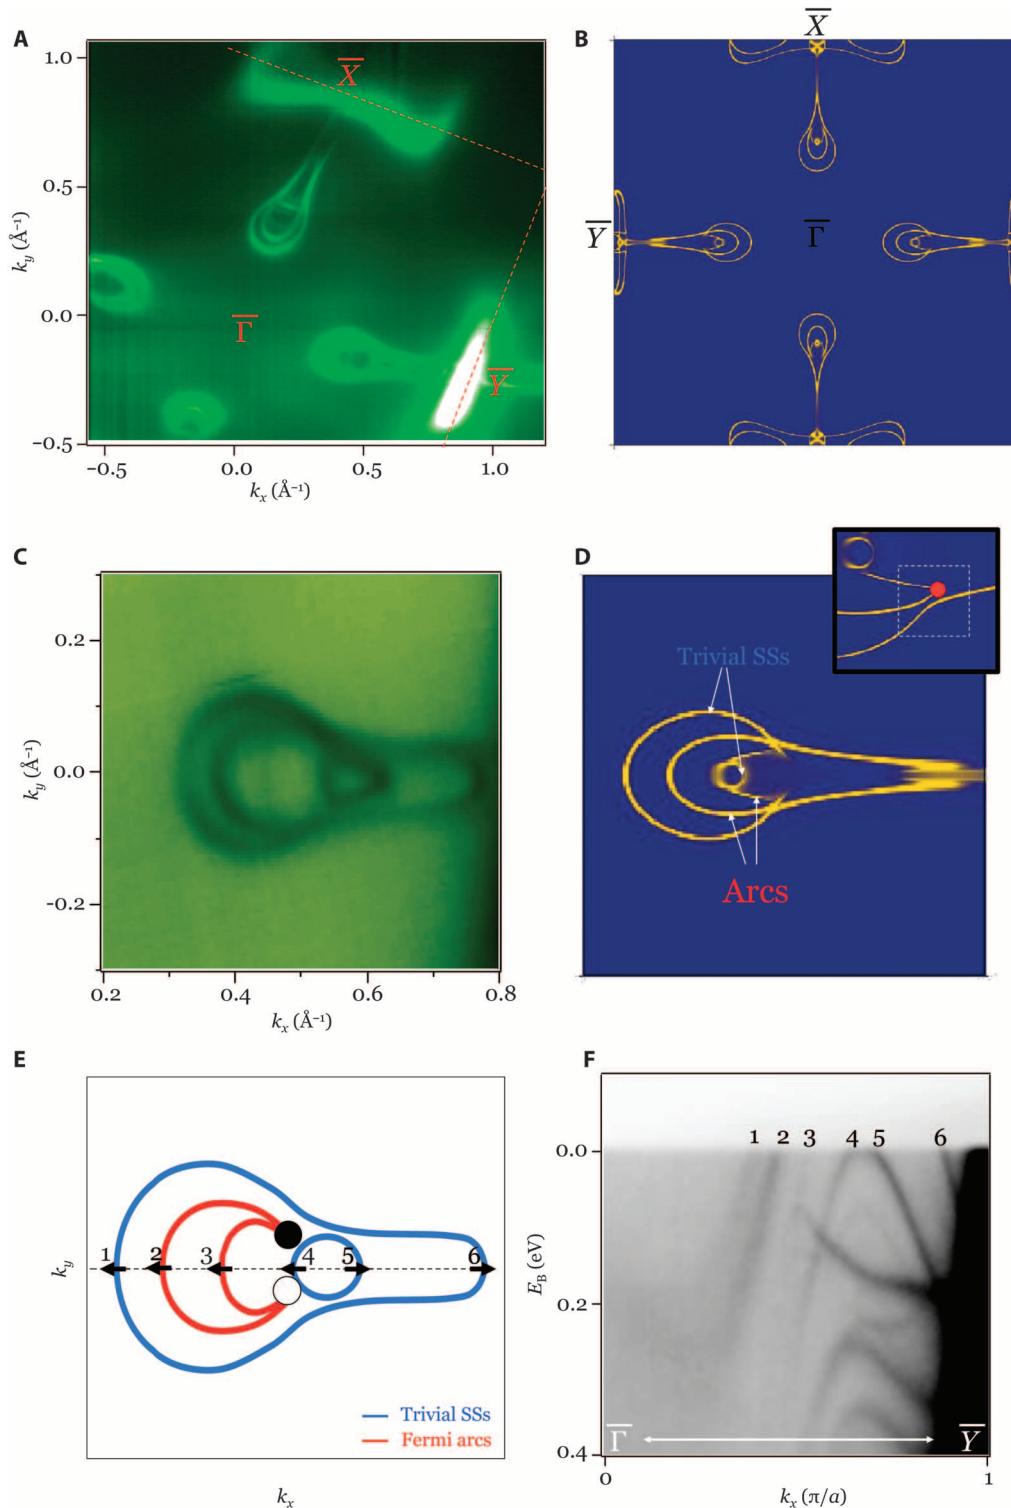 A
1.0
0.5
0.0
−0.5
k_y (Å⁻¹)
X̅
Γ̅
Y̅
−0.5
0.0
0.5
1.0
k_x (Å⁻¹)
B
X̅
Y̅
Γ̅
C
0.2
0.0
−0.2
k_y (Å⁻¹)
0.2
0.4
0.6
0.8
k_x (Å⁻¹)
D
Trivial SSs
Arcs
E
k_y
1
2
3
4
5
6
Trivial SSs
Fermi arcs
k_x
F
1 2 3 4 5 6
0.0
0.2
0.4
E_B (eV)
Γ̅
Y̅
0
1
k_x (π/a)